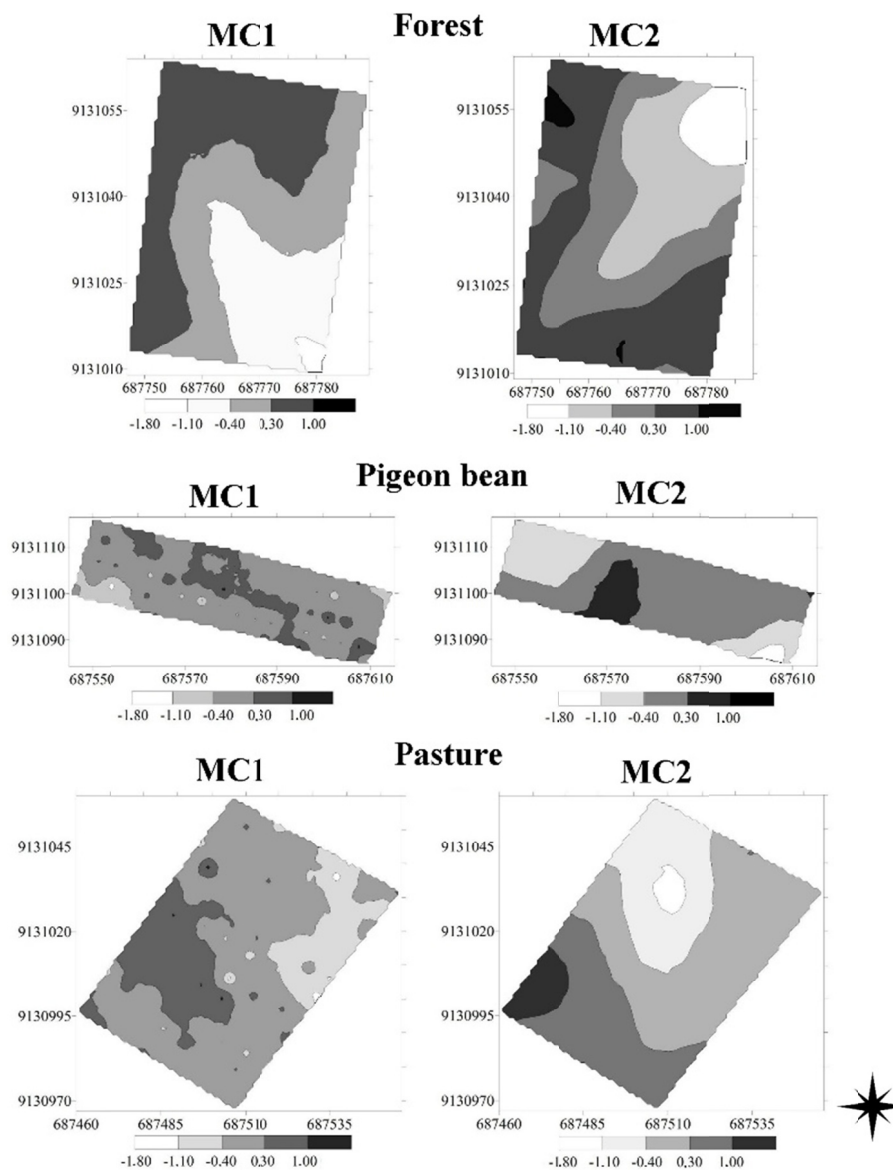 Forest
MC1 MC2
9131055 9131055
9131040 9131040
9131025 9131025
9131010 9131010
687750 687760 687770 687780 687750 687760 687770 687780
-1.80 -1.10 -0.40 0.30 1.00 -1.80 -1.10 -0.40 0.30 1.00
Pigeon bean
MC1 MC2
9131110 9131110
9131100 9131100
9131090 9131090
687550 687570 687590 687610 687550 687570 687590 687610
-1.80 -1.10 -0.40 0.30 1.00 -1.80 -1.10 -0.40 0.30 1.00
Pasture
MC1 MC2
9131045 9131045
9131020 9131020
9130995 9130995
9130970 9130970
687460 687485 687510 687535 687460 687485 687510 687535
-1.80 -1.10 -0.40 0.30 1.00 -1.80 -1.10 -0.40 0.30 1.00